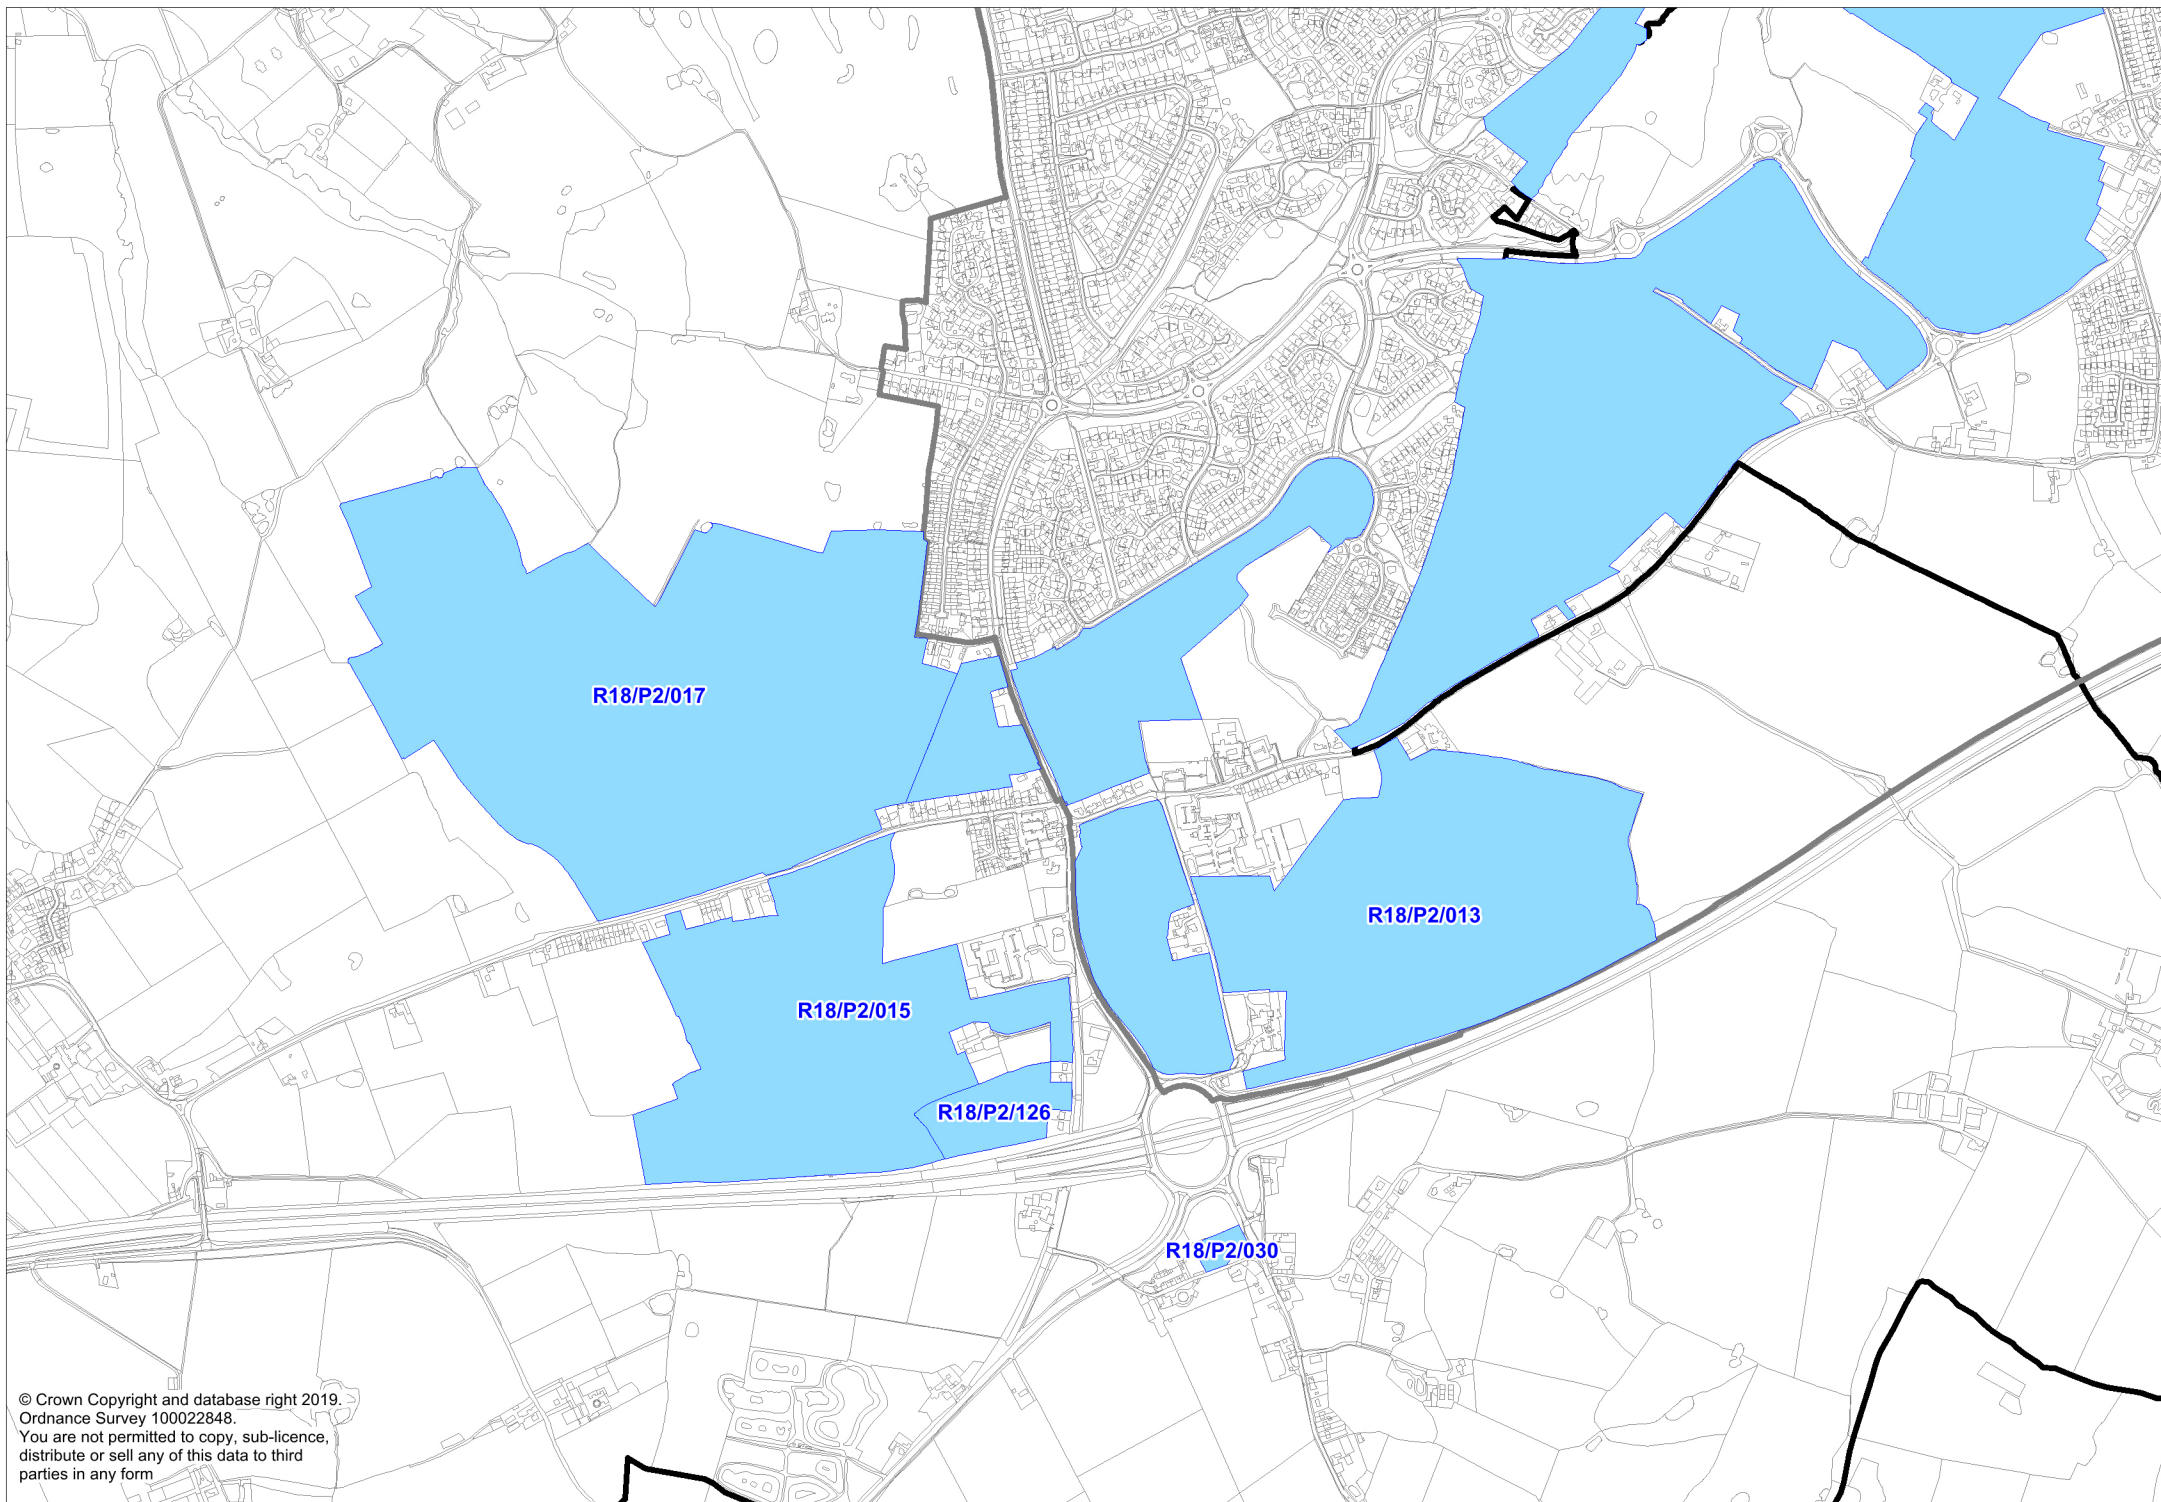 R18/P2/017
R18/P2/013
R18/P2/015
R18/P2/126
R18/P2/030
© Crown Copyright and database right 2019.
Ordnance Survey 100022848.
You are not permitted to copy, sub-licence,
distribute or sell any of this data to third
parties in any form